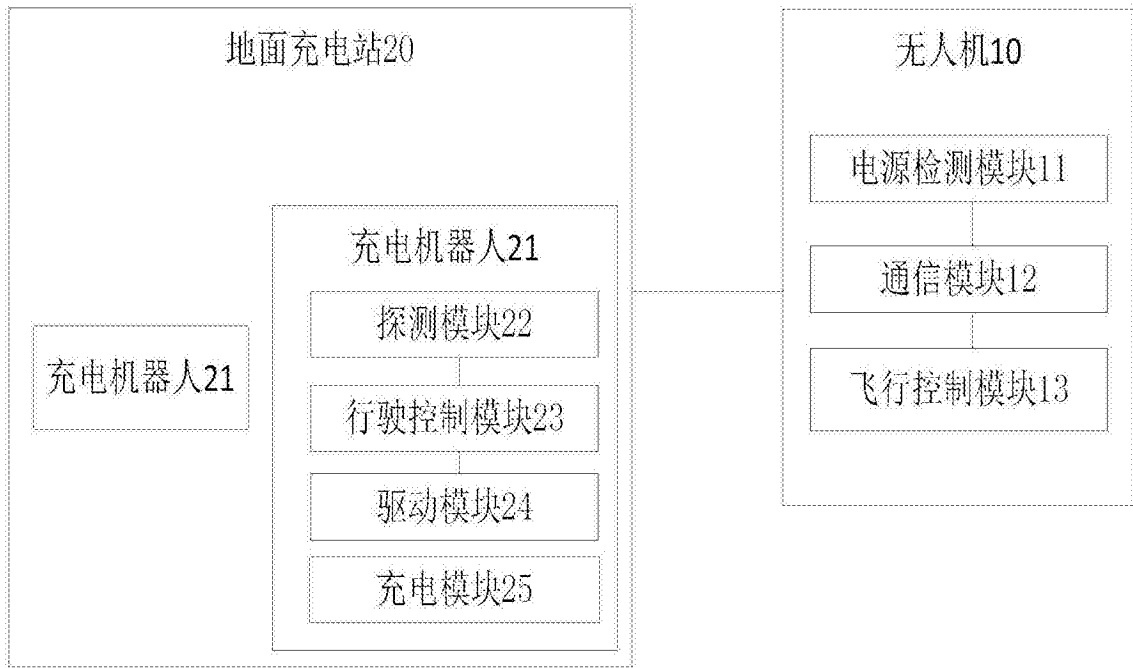 地面充电站20
充电机器人21
充电机器人21
探测模块22
行驶控制模块23
驱动模块24
充电模块25
无人机10
电源检测模块11
通信模块12
飞行控制模块13